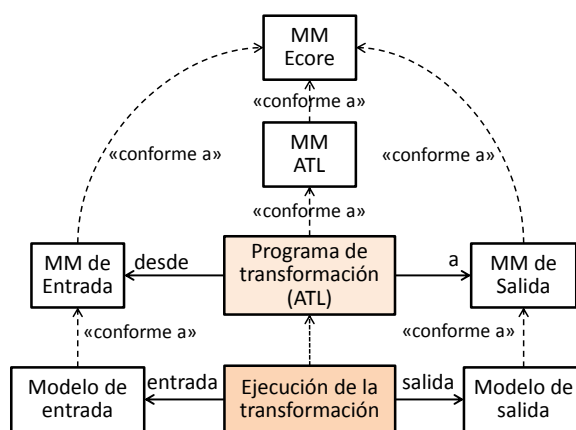 MM
Ecore
«conforme a»
MM
ATL
«conforme a»
«conforme a»
«conforme a»
MM de
Entrada
desde
Programa de
transformación
(ATL)
a
MM de
Salida
«conforme a»
«conforme a»
Modelo de
entrada
entrada
Ejecución de la
transformación
salida
Modelo de
salida